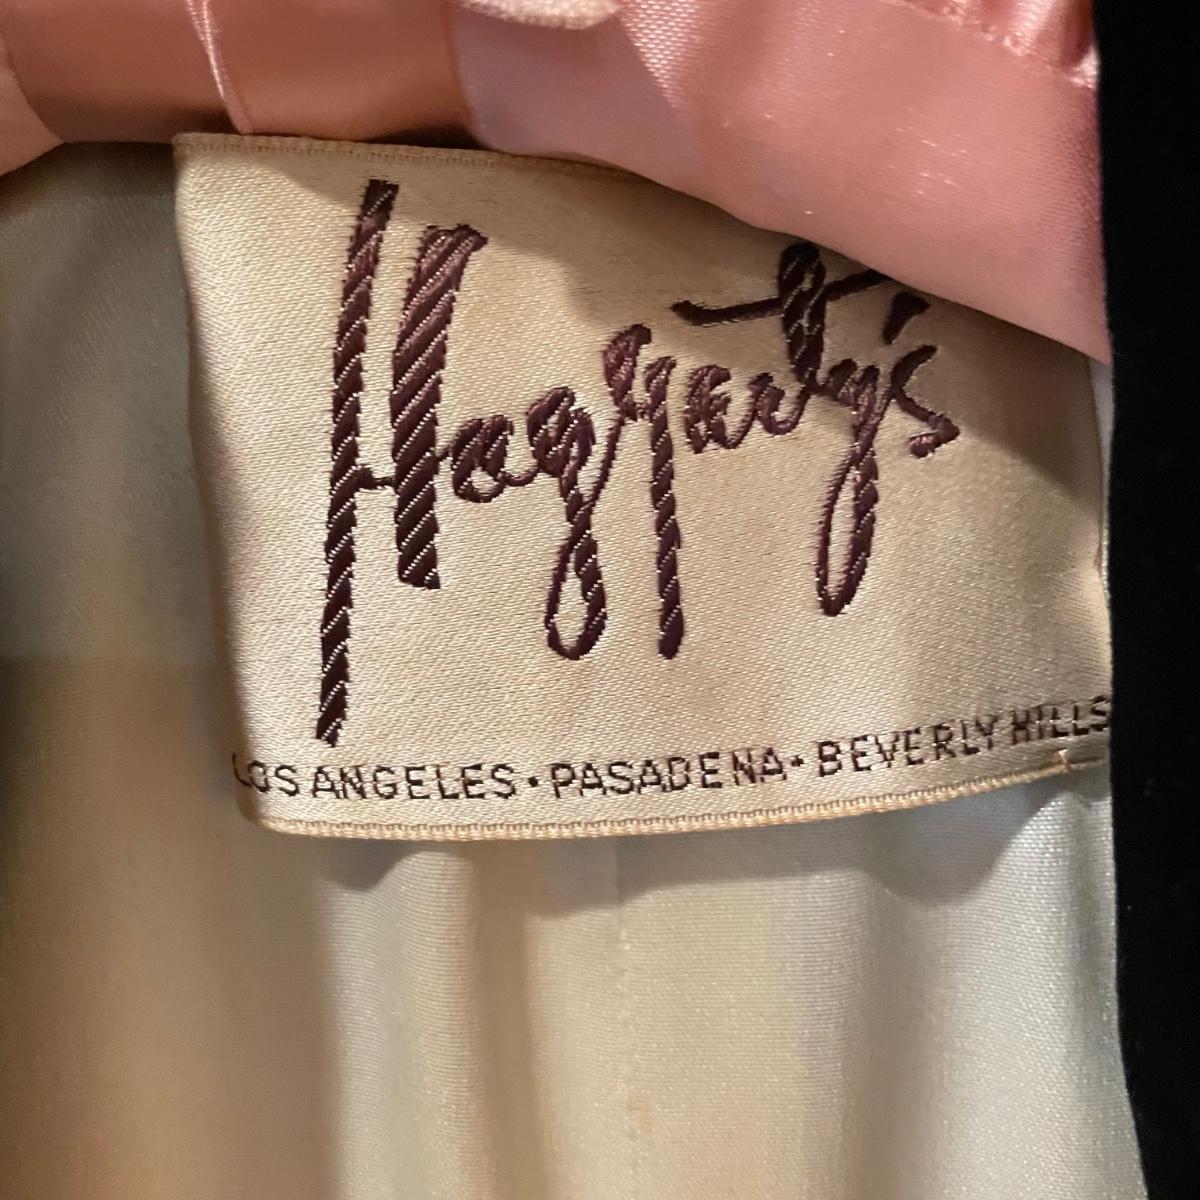 Haggarty's
LOS ANGELES • PASADENA • BEVERLY HILLS